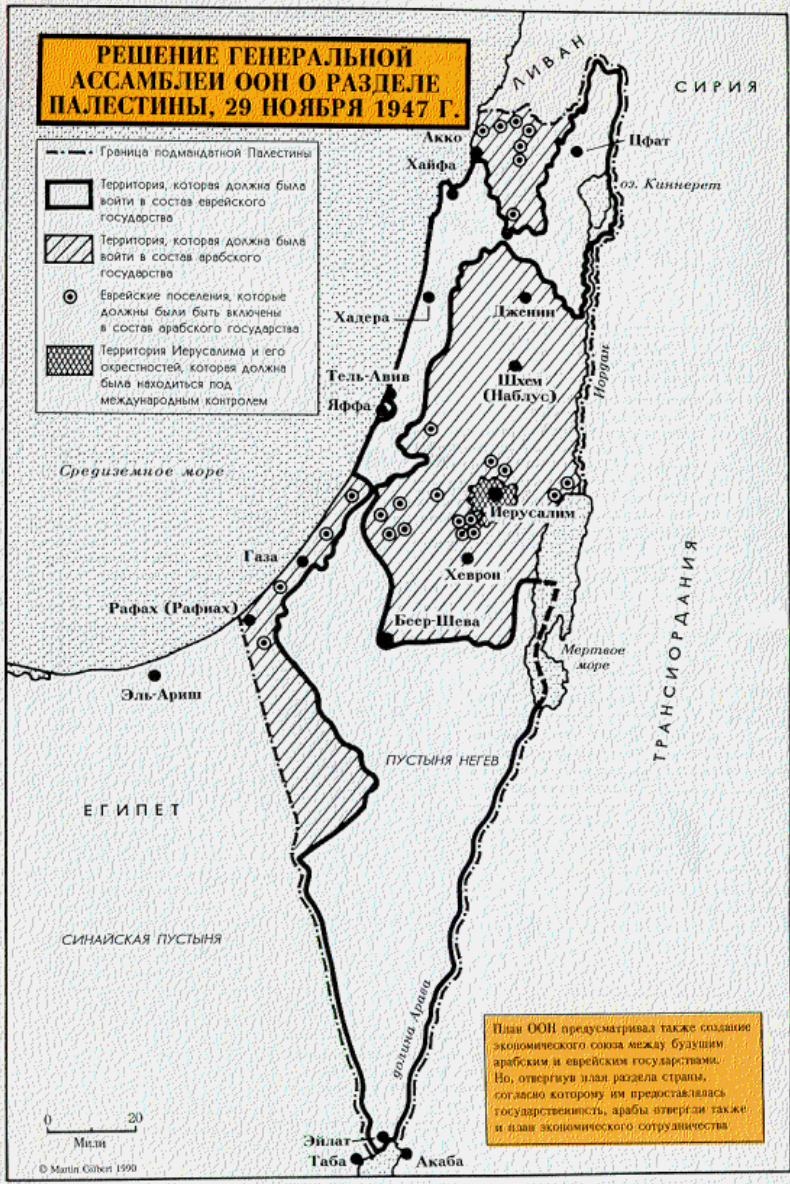 РЕШЕНИЕ ГЕНЕРАЛЬНОЙ
АССАМБЛЕИ ООН О РАЗДЕЛЕ
ПАЛЕСТИНЫ, 29 НОЯБРЯ 1947 Г.
Граница подмандатной Палестины
Территория, которая должна была
войти в состав еврейского
государства
Территория, которая должна была
войти в состав арабского
государства
Еврейские поселения, которые
должны были быть включены
в состав арабского государства
Территория Иерусалима и его
окрестностей, которая должна
была находиться под
международным контролем
ЛИВАН
СИРИЯ
Акко
Цфат
Хайфа
оз. Киннерет
Хадера
Дженин
Тель-Авив
Шхем
(Наблус)
Иордан
Яффа
Средиземное море
Иерусалим
Газа
Хеврон
Рафах (Рафиах)
Беер-Шева
Мертвое
море
Эль-Ариш
ТРАНСИОРДАНИЯ
ПУСТЫНЯ НЕГЕВ
ЕГИПЕТ
СИНАЙСКАЯ ПУСТЫНЯ
долина Арава
План ООН предусматривал также создание
экономического союза между будущим
арабским и еврейским государствами.
Но, отвергнув план раздела страны,
согласно которому им предоставлялась
государственность, арабы отвергли также
и план экономического сотрудничества
0 20
Мили
Эйлат
Таба
Акаба
© Martin Gilbert 1990